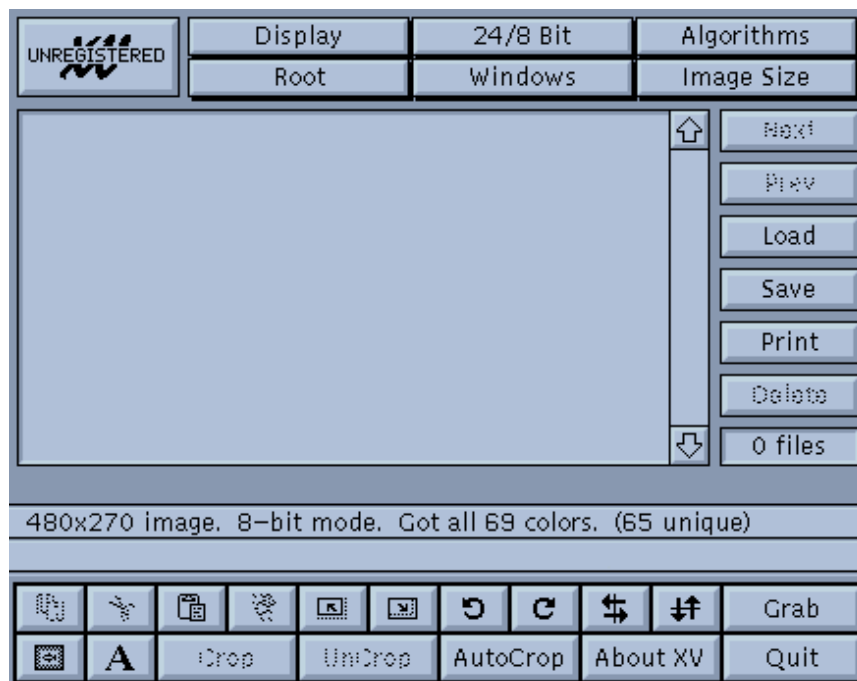 UNREGISTERED
Display 24/8 Bit Algorithms
Root Windows Image Size
Next
Prev
Load
Save
Print
Delete
0 files
480x270 image. 8-bit mode. Got all 69 colors. (65 unique)
Grab
A Crop UnCrop AutoCrop About XV Quit